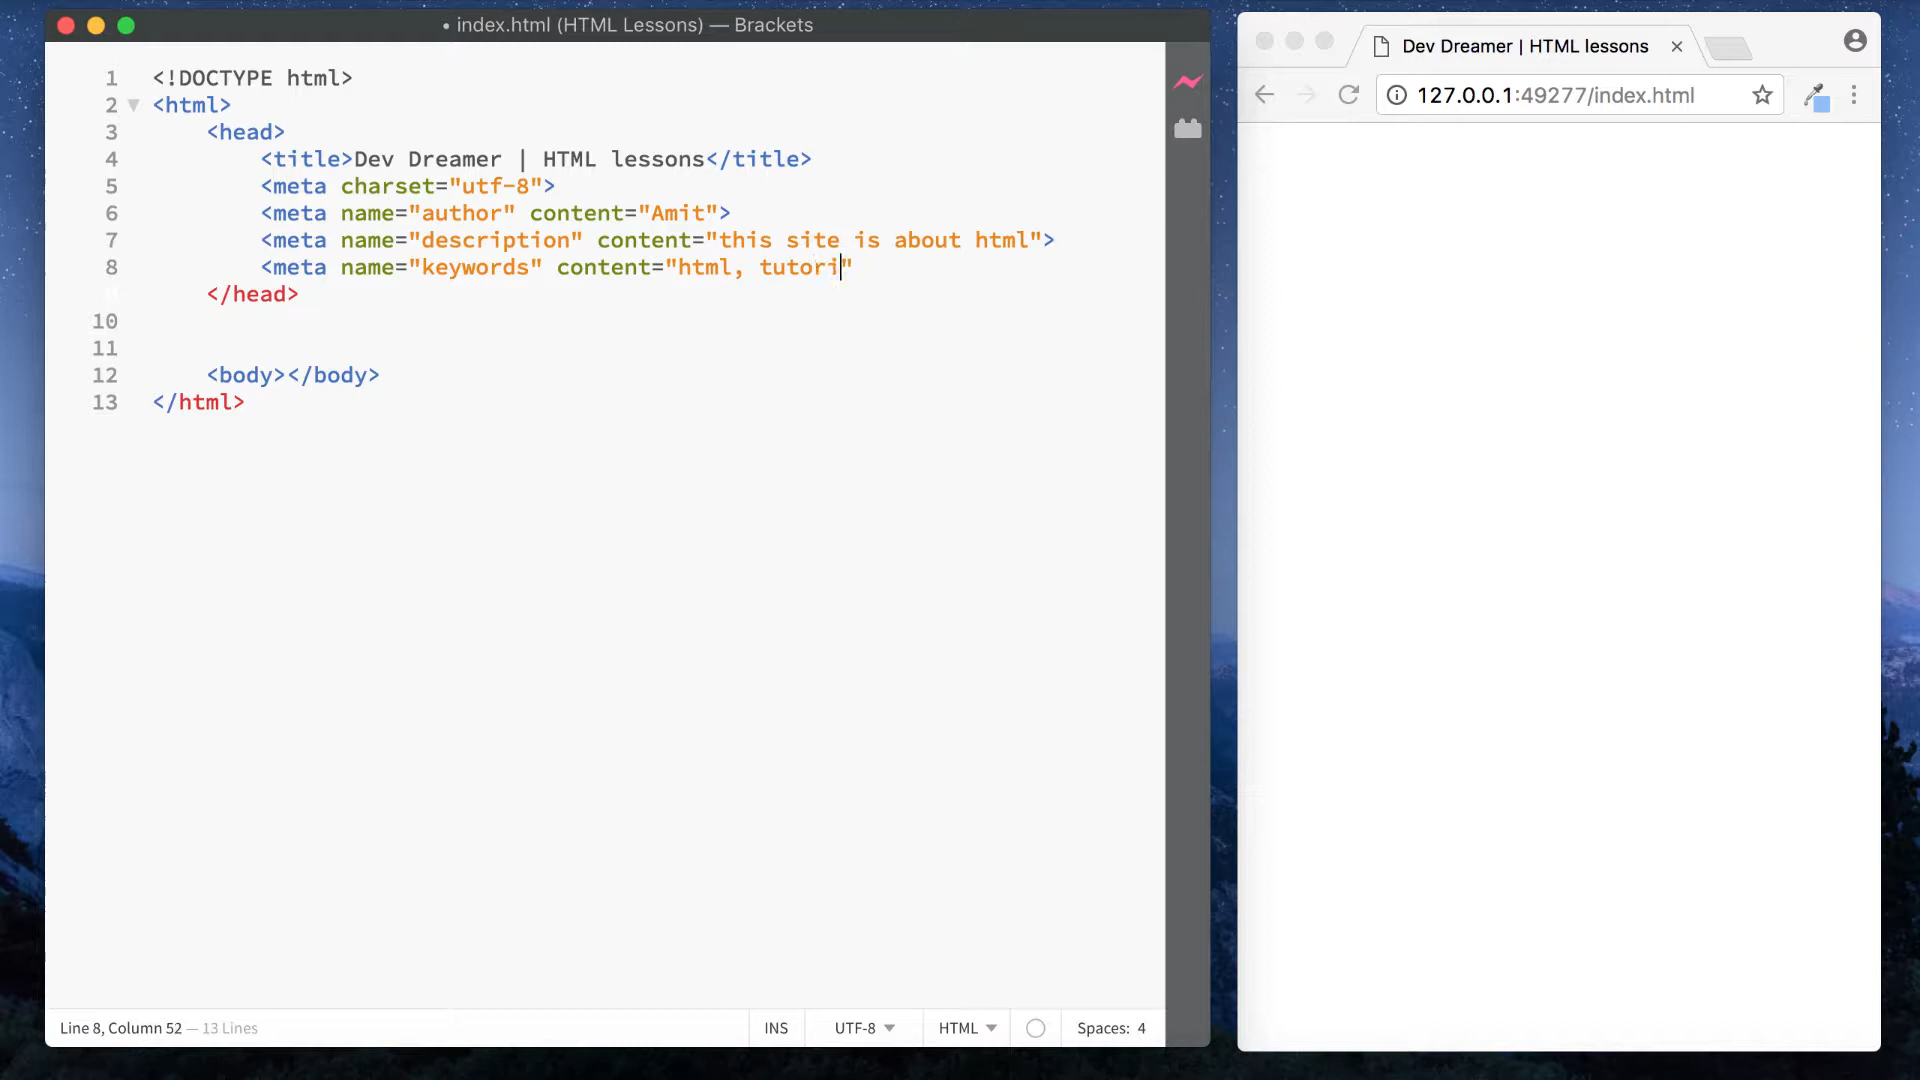 • index.html (HTML Lessons) — Brackets
1 <!DOCTYPE html>
2 <html>
3 <head>
4 <title>Dev Dreamer | HTML lessons</title>
5 <meta charset="utf-8">
6 <meta name="author" content="Amit">
7 <meta name="description" content="this site is about html">
8 <meta name="keywords" content="html, tutori"
</head>
10
11
12 <body></body>
13 </html>
Line 8, Column 52 — 13 Lines
INS
UTF-8
HTML
Spaces: 4
Dev Dreamer | HTML lessons
127.0.0.1:49277/index.html